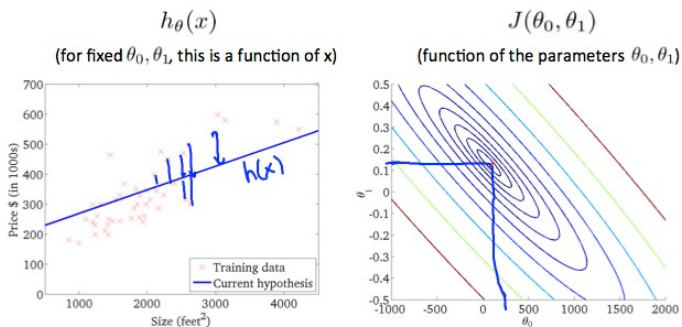 hθ(x)
(for fixed θ0, θ1, this is a function of x)
700
600
500
400
300
200
100
0
Price $ (in 1000s)
h(x)
Training data
Current hypothesis
1000
2000
3000
4000
Size (feet²)
J(θ0, θ1)
(function of the parameters θ0, θ1)
0.5
0.4
0.3
0.2
0.1
0
-0.1
-0.2
-0.3
-0.4
-0.5
θ1
-1000
-500
0
500
1000
1500
2000
θ0